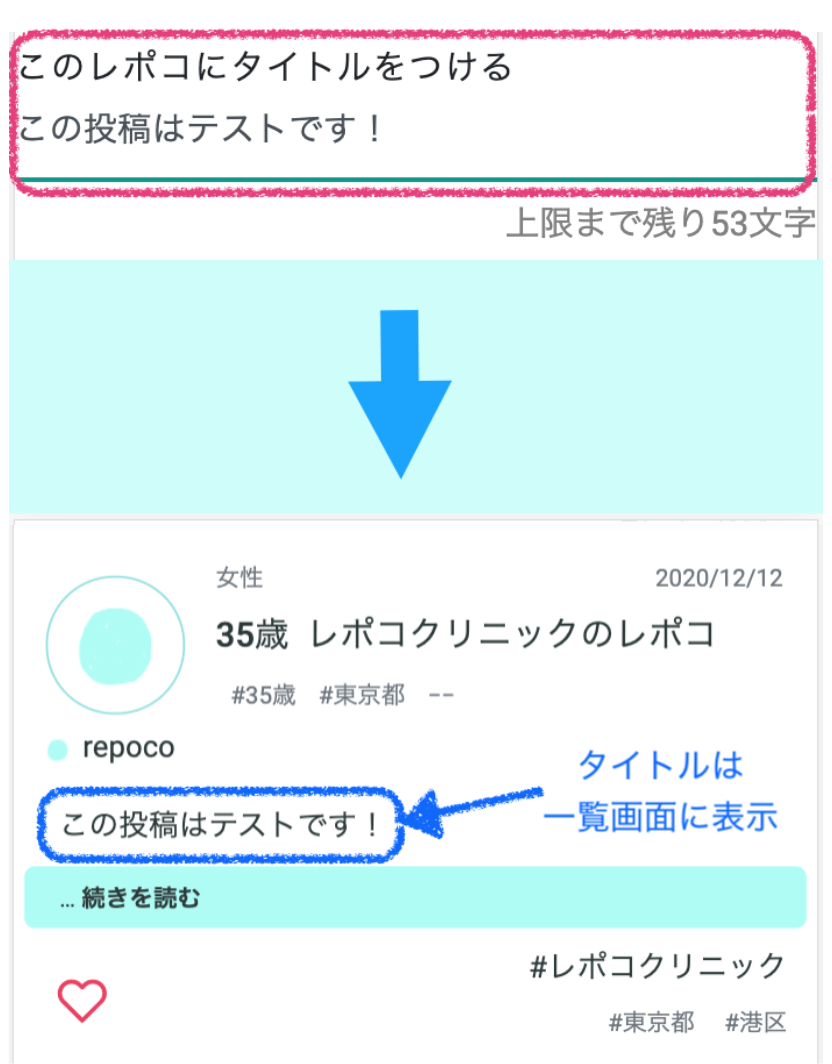 このレポコにタイトルをつける
この投稿はテストです！
上限まで残り53文字
女性 2020/12/12
35歳 レポコクリニックのレポコ
#35歳 #東京都 --
repoco
タイトルは
一覧画面に表示
この投稿はテストです！
... 続きを読む
#レポコクリニック
#東京都 #港区